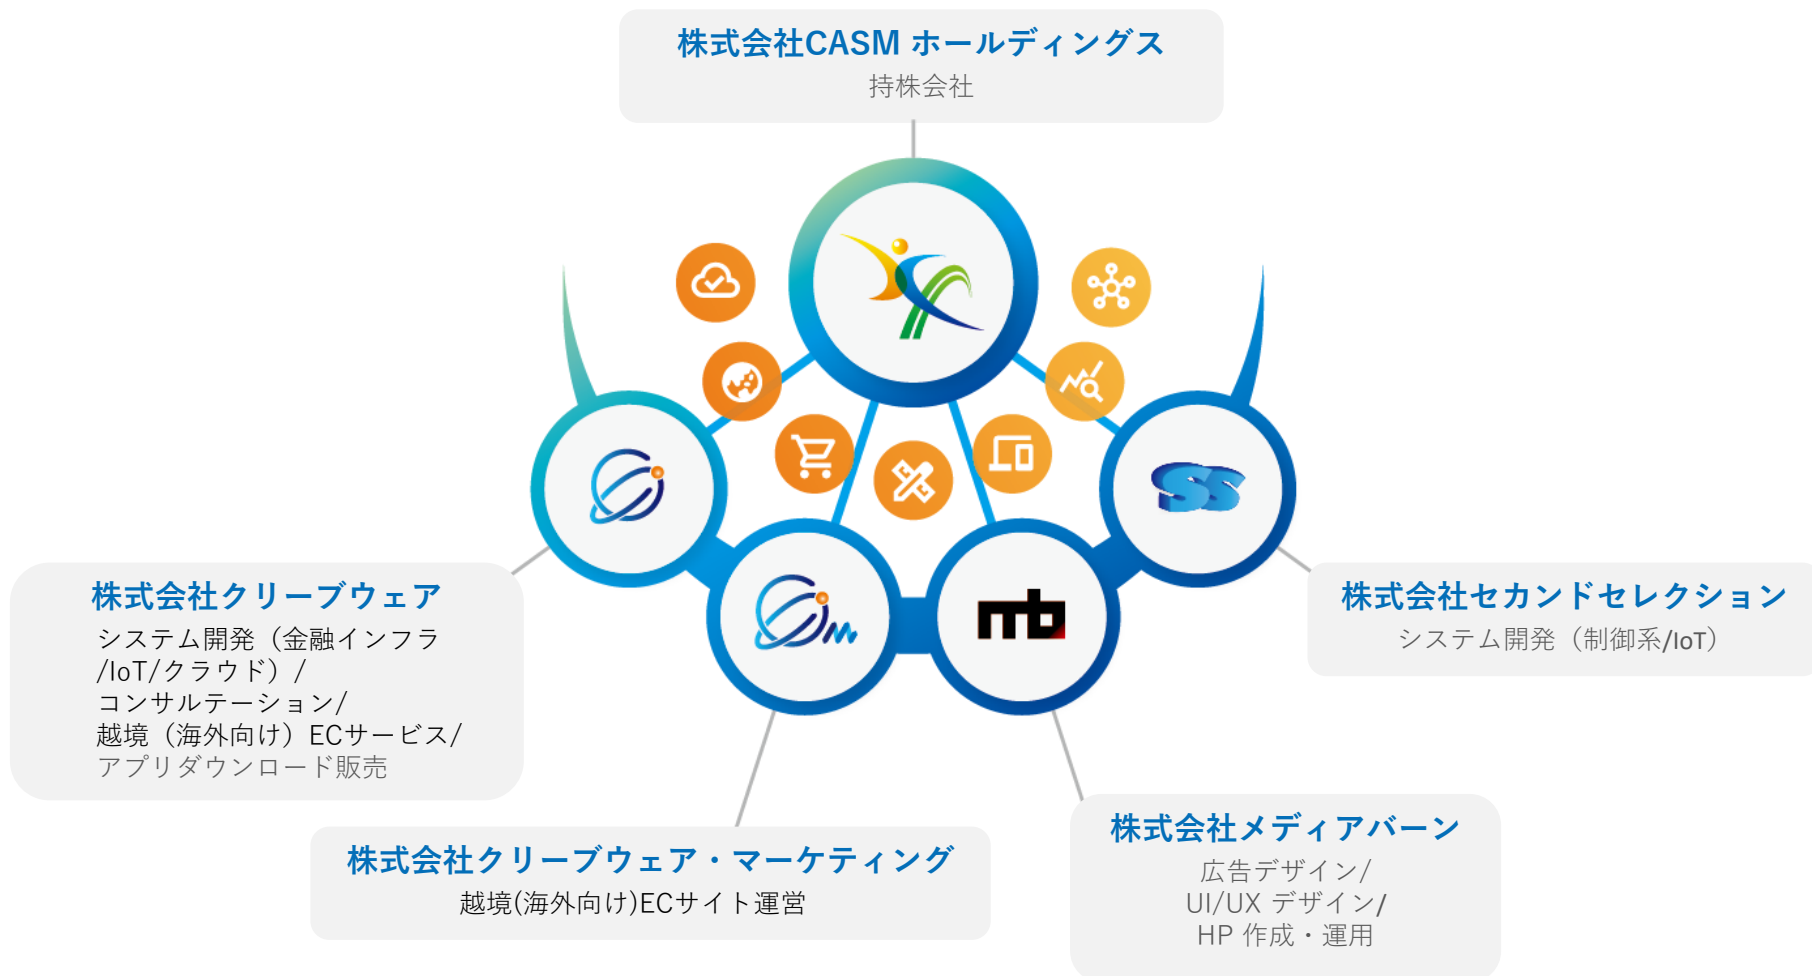 株式会社CASM ホールディングス
持株会社
SS
mb
株式会社クリーブウェア
システム開発（金融インフラ
/IoT/クラウド）/
コンサルテーション/
越境（海外向け）ECサービス/
アプリダウンロード販売
株式会社セカンドセレクション
システム開発（制御系/IoT）
株式会社クリーブウェア・マーケティング
越境(海外向け)ECサイト運営
株式会社メディアバーン
広告デザイン/
UI/UX デザイン/
HP 作成・運用